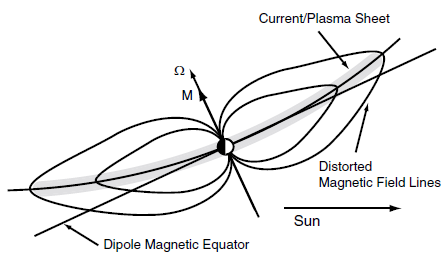 Current/Plasma Sheet
Ω
M
Distorted
Magnetic Field Lines
Sun
Dipole Magnetic Equator